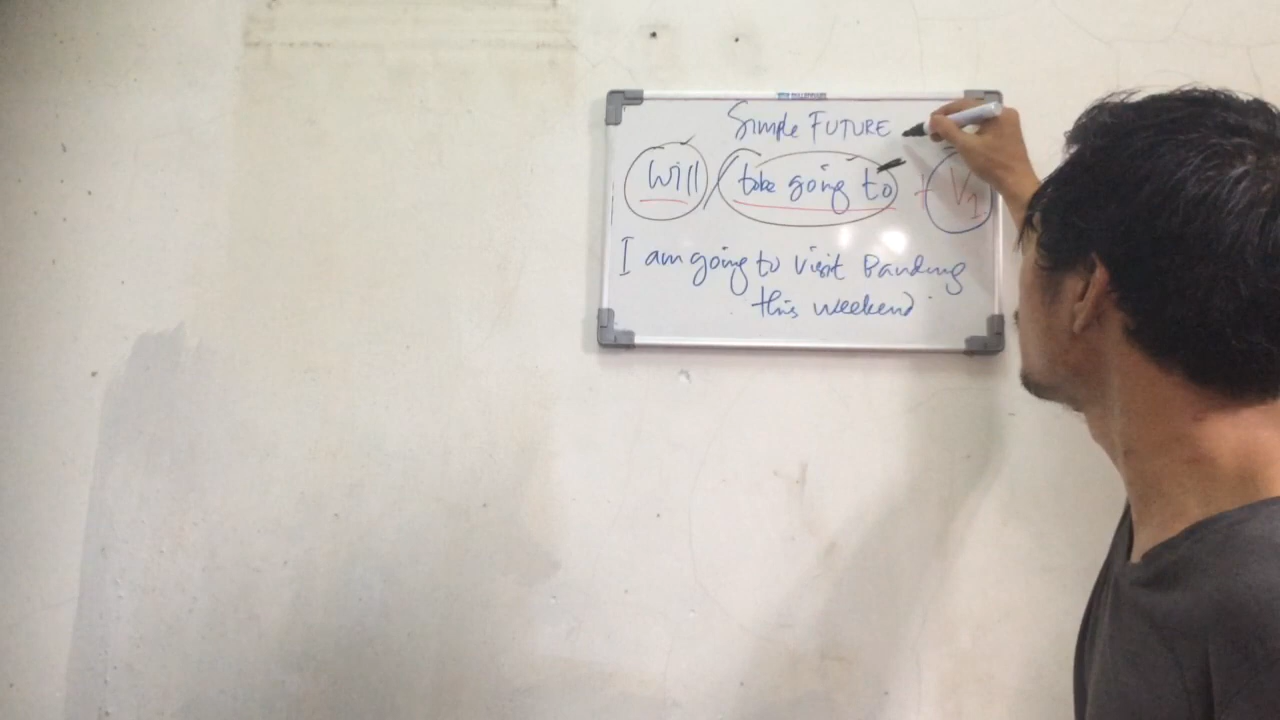 Simple FUTURE
Will / tobe going to + V1
I am going to visit Bandung
this weekend